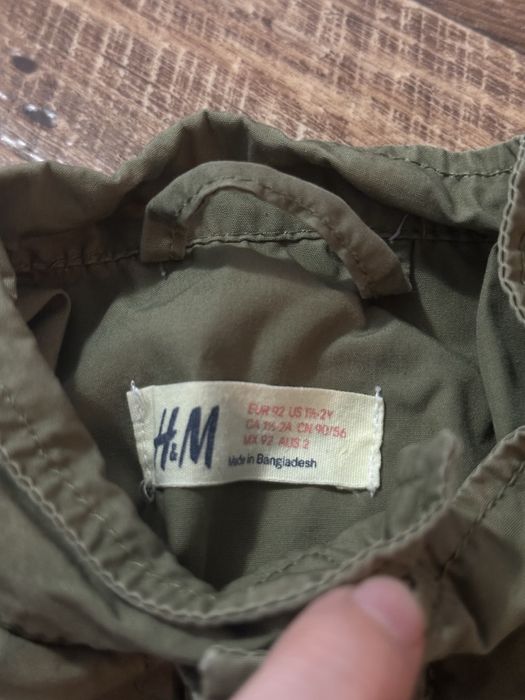 H&M
EUR 92 US 1½-2Y
CA 1½-2A CN 90/56
MX 92 AUS 2
Made in Bangladesh